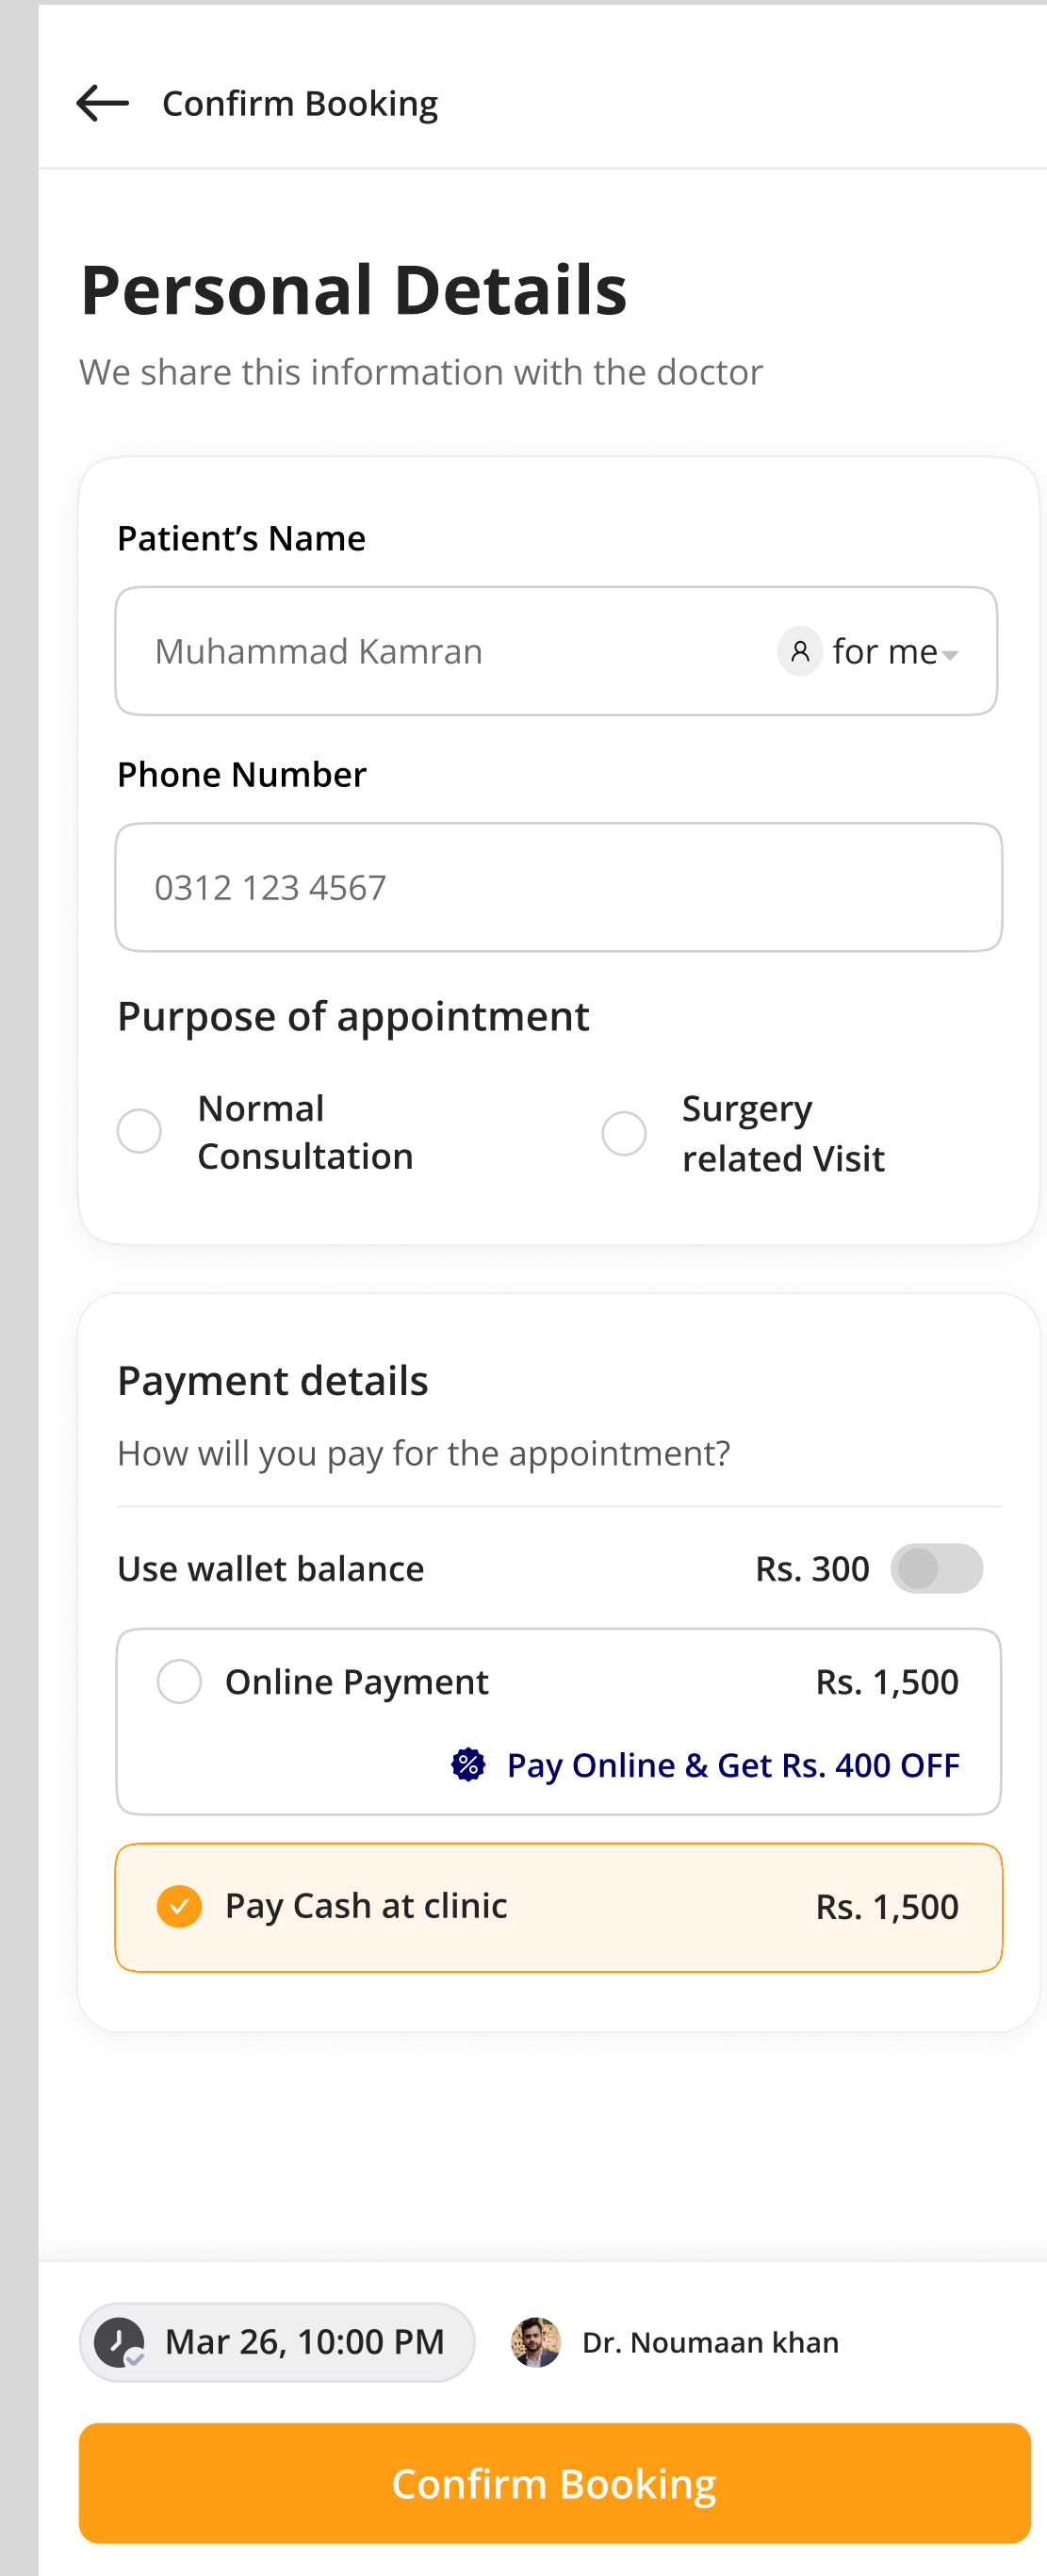 Confirm Booking
Personal Details
We share this information with the doctor
Patient’s Name
Muhammad Kamran for me
Phone Number
0312 123 4567
Purpose of appointment
Normal
Consultation
Surgery
related Visit
Payment details
How will you pay for the appointment?
Use wallet balance Rs. 300
Online Payment Rs. 1,500
Pay Online & Get Rs. 400 OFF
Pay Cash at clinic Rs. 1,500
Mar 26, 10:00 PM Dr. Noumaan khan
Confirm Booking